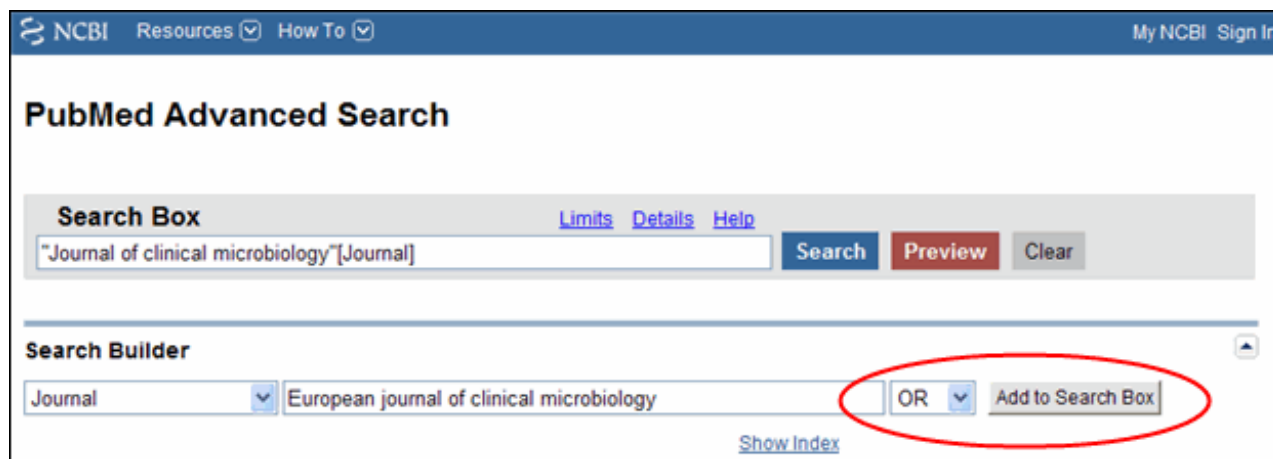 NCBI Resources How To My NCBI Sign In
PubMed Advanced Search
Search Box Limits Details Help
"Journal of clinical microbiology"[Journal] Search Preview Clear
Search Builder
Journal European journal of clinical microbiology OR Add to Search Box
Show Index